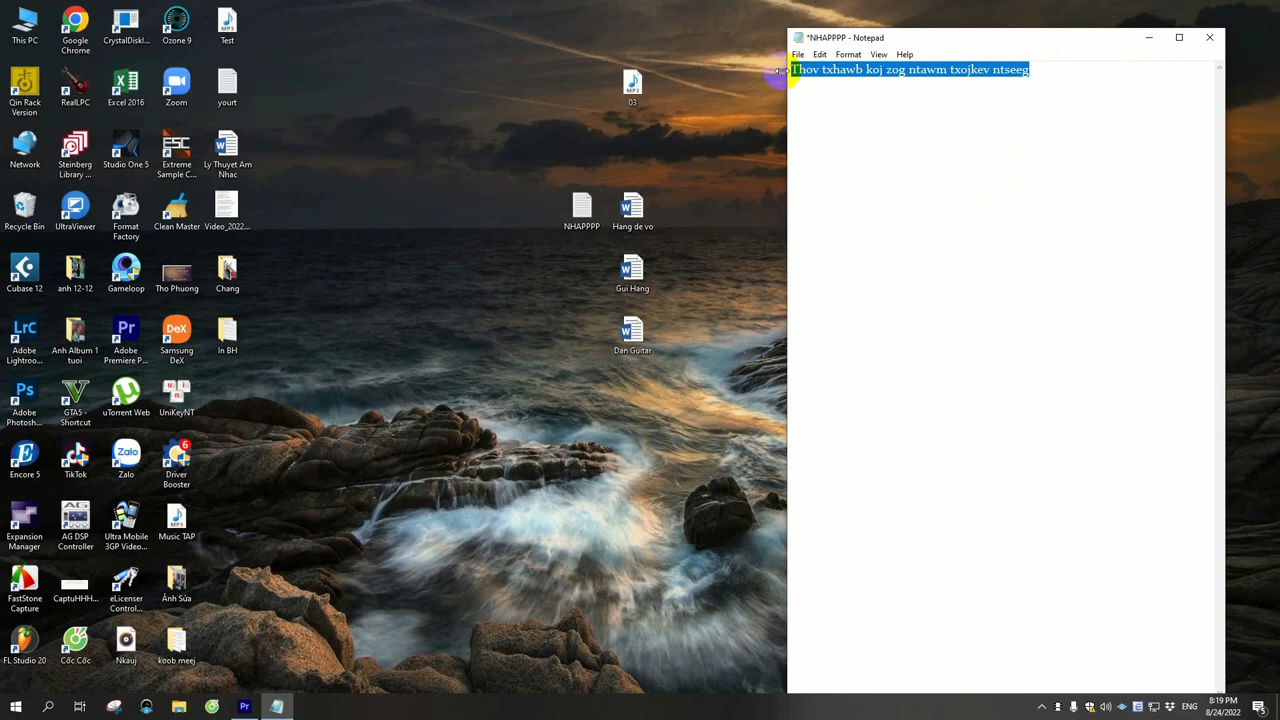 This PC
Google Chrome
CrystalDiskI...
Ozone 9
Test
Qin Rack Version
RealLPC
Excel 2016
Zoom
yourt
Network
Steinberg Library ...
Studio One 5
Extreme Sample C...
Ly Thuyet Am Nhac
Recycle Bin
UltraViewer
Format Factory
Clean Master
Video_2022...
Cubase 12
anh 12-12
Gameloop
Tho Phuong
Chang
Adobe Lightroo...
Anh Album 1 tuoi
Adobe Premiere P...
Samsung DeX
In BH
Adobe Photosh...
GTA5 - Shortcut
uTorrent Web
UniKeyNT
Encore 5
TikTok
Zalo
Driver Booster
Expansion Manager
AG DSP Controller
Ultra Mobile 3GP Video...
Music TAP
FastStone Capture
CaptuHHH...
eLicenser Control...
Ảnh Sửa
FL Studio 20
Cốc Cốc
Nkauj
koob meej
03
NHAPPPP
Hang de vo
Gui Hang
Dan Guitar
*NHAPPPP - Notepad
File Edit Format View Help
Thov txhawb koj zog ntawm txojkev ntseeg
ENG
8:19 PM
8/24/2022